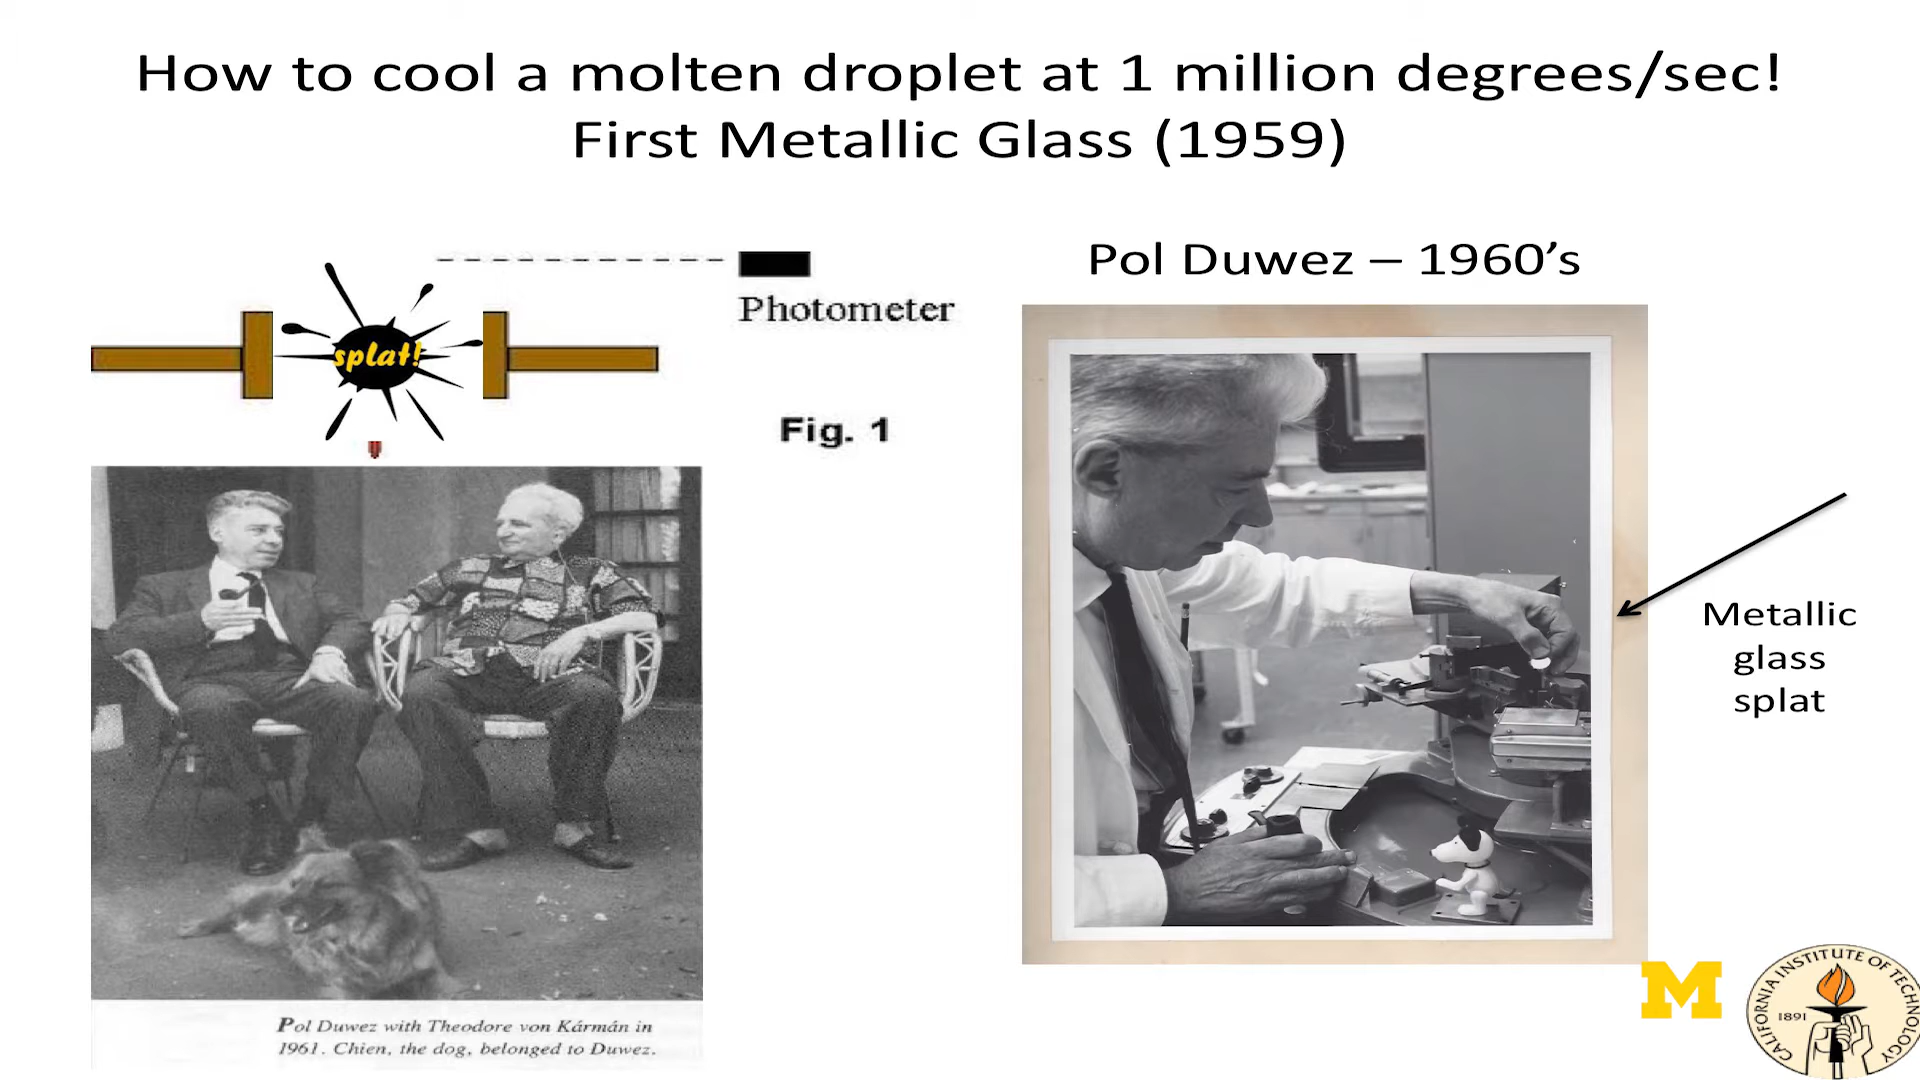 How to cool a molten droplet at 1 million degrees/sec!
First Metallic Glass (1959)
Pol Duwez – 1960’s
Photometer
splat!
Fig. 1
Metallic
glass
splat
Pol Duwez with Theodore von Kármán in
1961. Chien, the dog, belonged to Duwez.
M
CALIFORNIA INSTITUTE OF TECHNOLOGY
1891